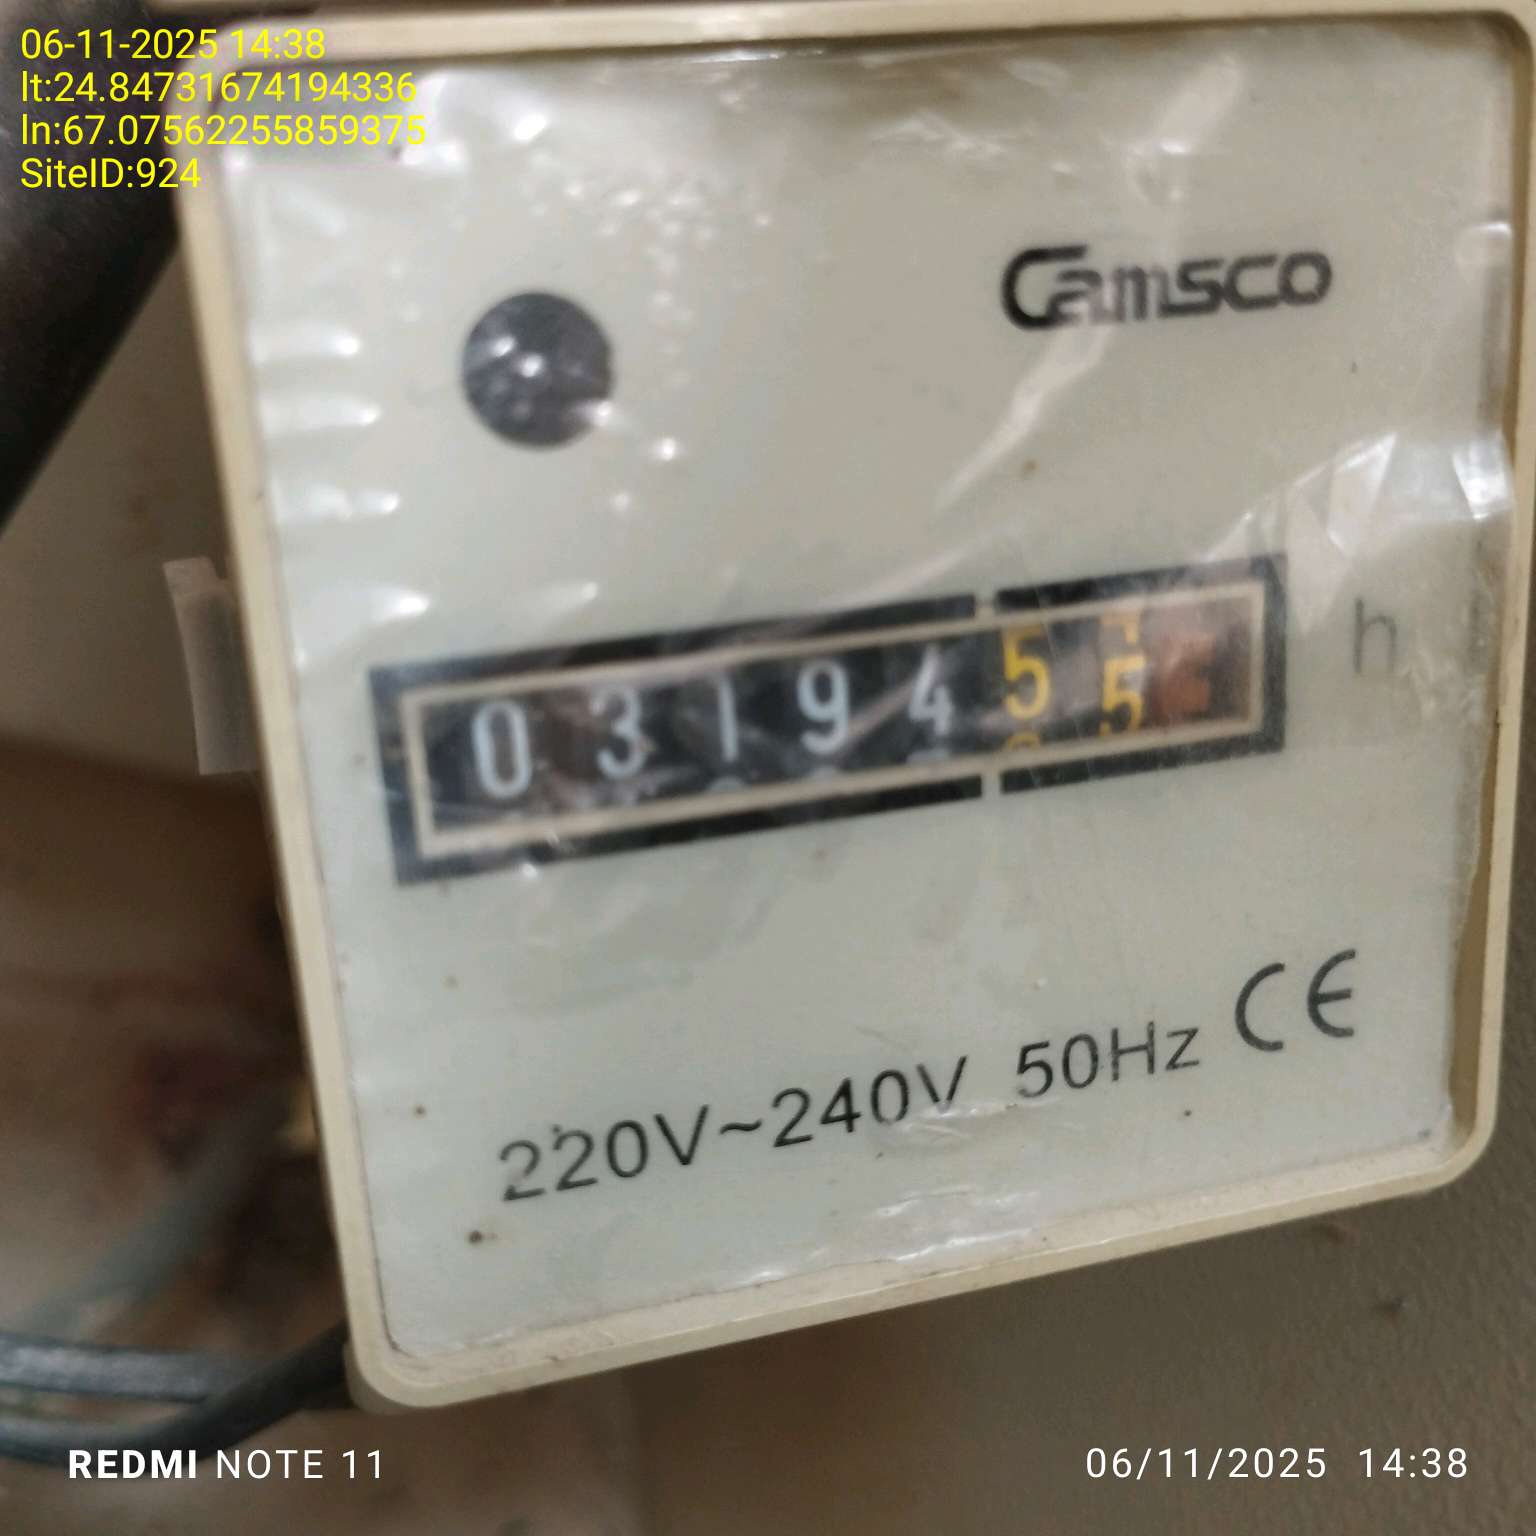 06-11-2025 14:38
lt:24.84731674194336
ln:67.07562255859375
SiteID:924
Camsco
0319455
h
220V~240V 50Hz CE
REDMI NOTE 11
06/11/2025 14:38